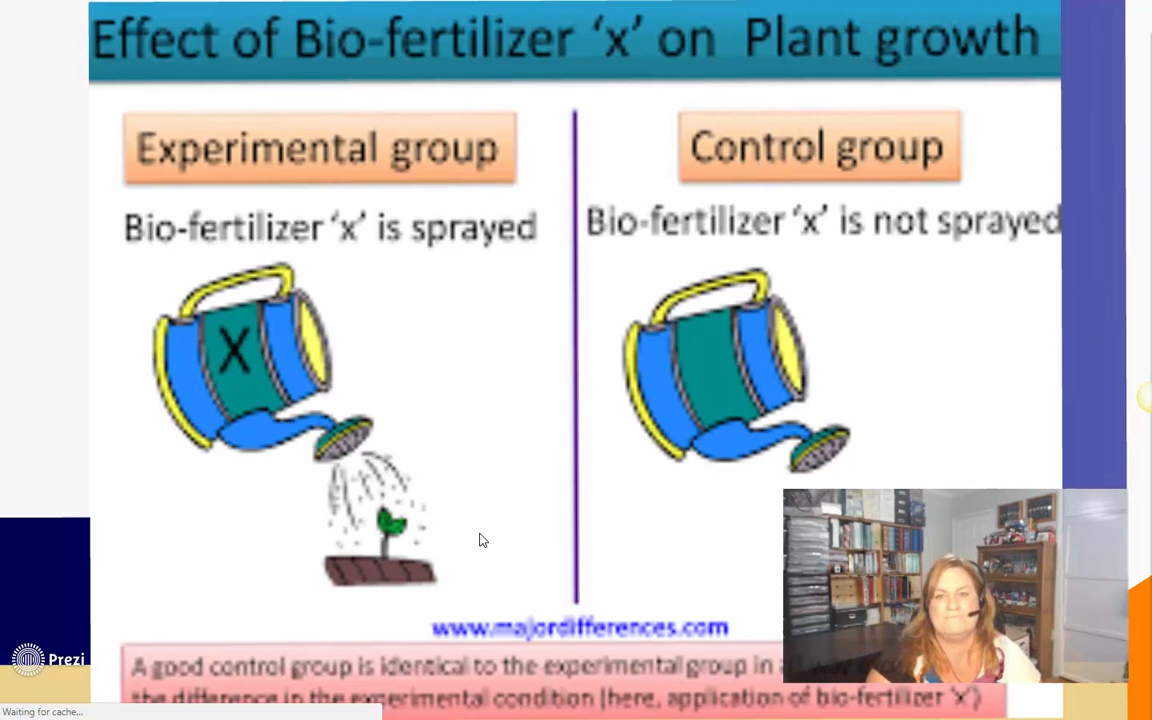 Effect of Bio-fertilizer ‘x’ on Plant growth
Experimental group
Control group
Bio-fertilizer ‘x’ is sprayed
Bio-fertilizer ‘x’ is not sprayed
X
www.majordifferences.com
A good control group is identical to the experimental group in
the difference in the experimental condition (here, application of bio-fertilizer ‘x’)
Prezi
Waiting for cache...